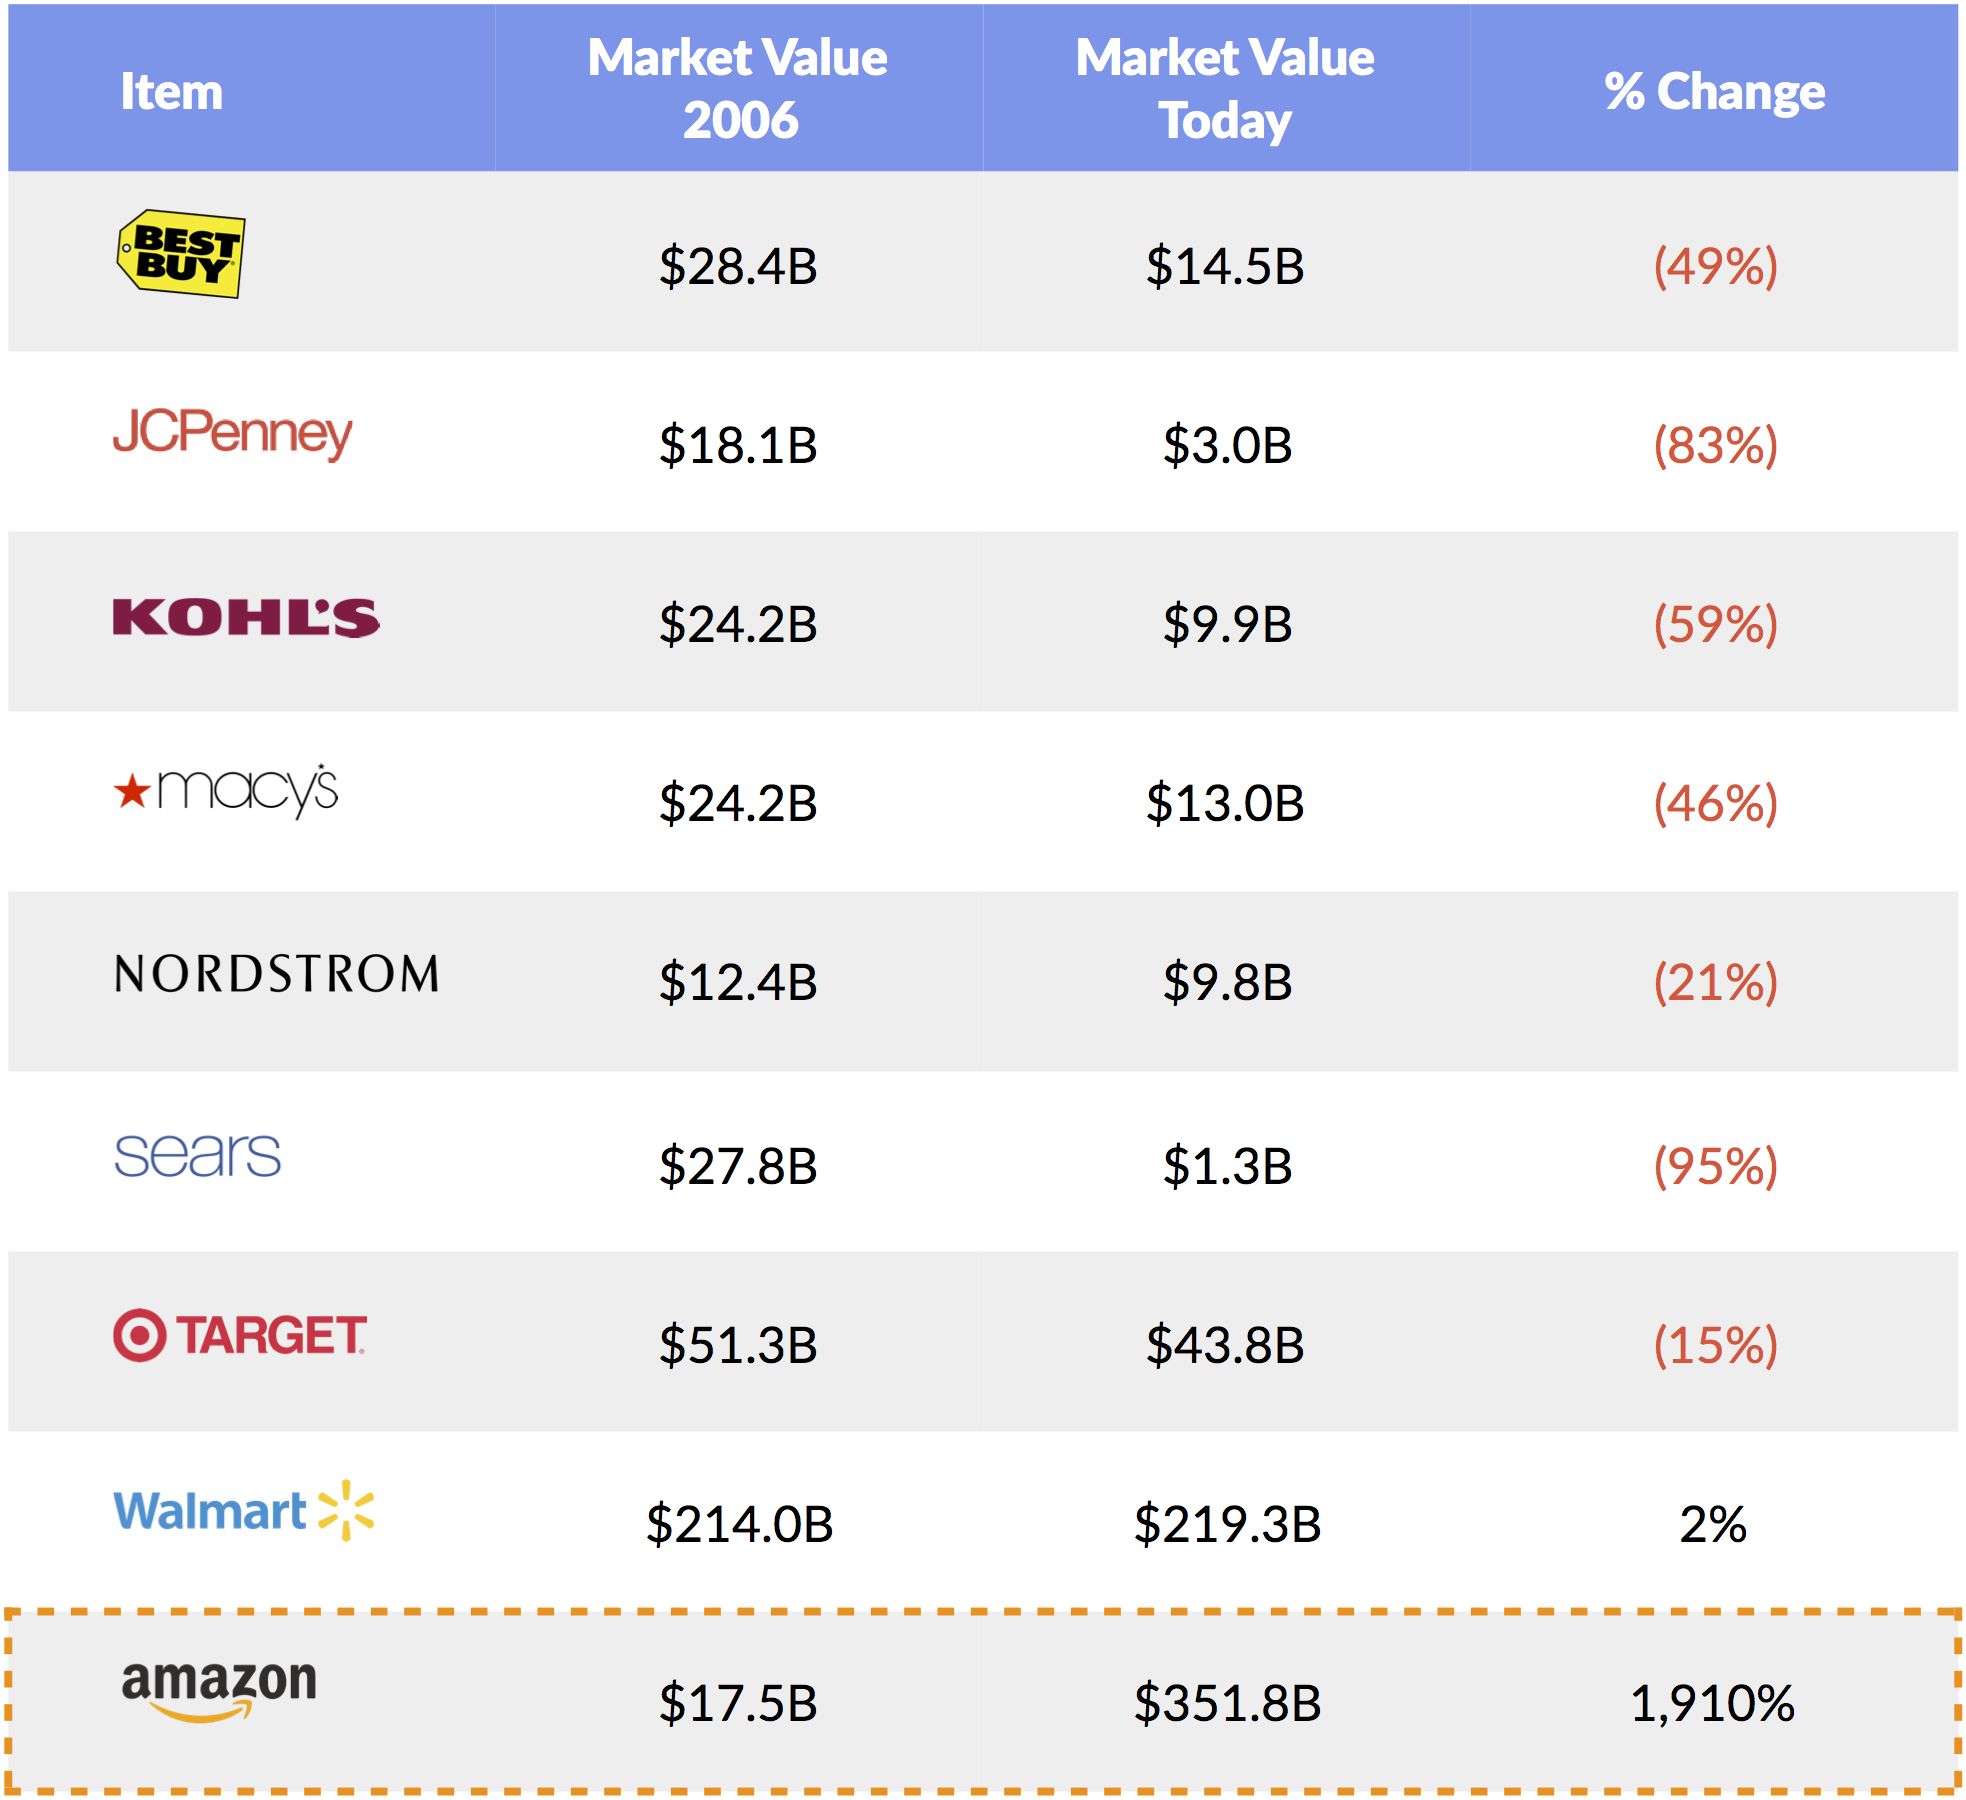 Item
Market Value
2006
Market Value
Today
% Change
BEST
BUY
$28.4B
$14.5B
(49%)
JCPenney
$18.1B
$3.0B
(83%)
KOHL'S
$24.2B
$9.9B
(59%)
macy's
$24.2B
$13.0B
(46%)
NORDSTROM
$12.4B
$9.8B
(21%)
sears
$27.8B
$1.3B
(95%)
TARGET
$51.3B
$43.8B
(15%)
Walmart
$214.0B
$219.3B
2%
amazon
$17.5B
$351.8B
1,910%